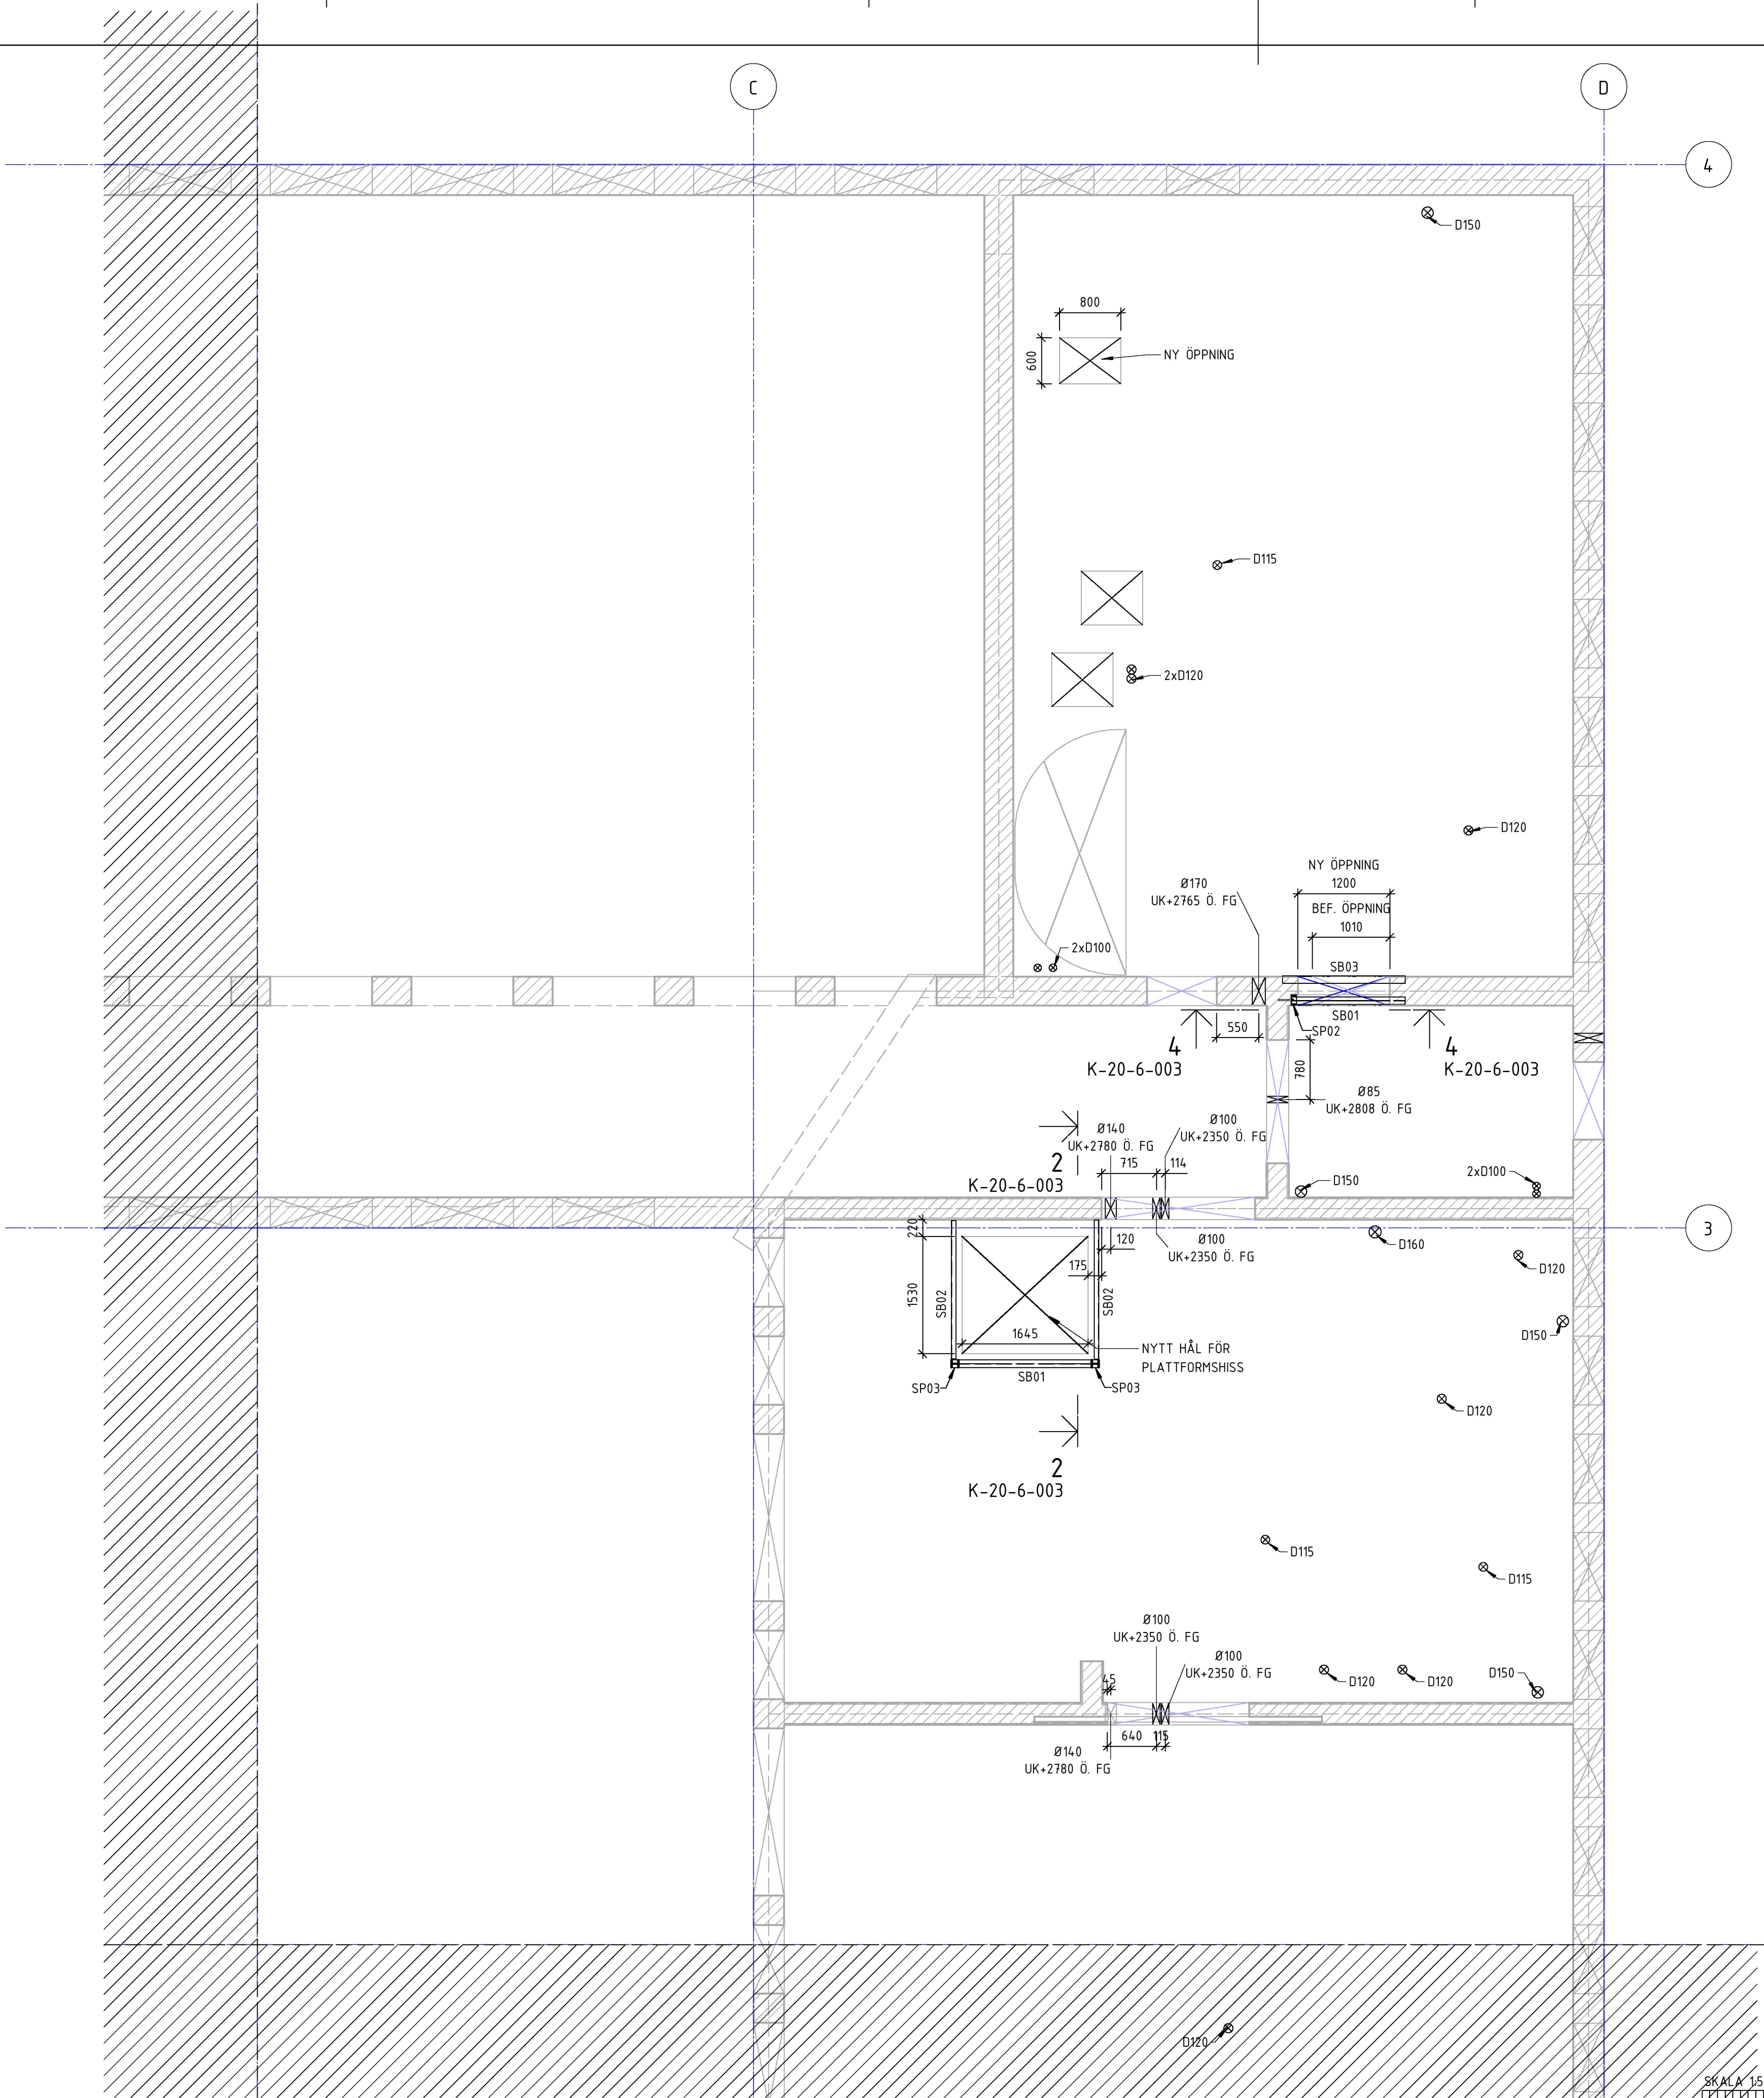 C
D
4
D150
800
600
NY ÖPPNING
D115
2xD120
D120
NY ÖPPNING
1200
Ø170
UK+2765 Ö. FG
BEF. ÖPPNING
1010
2xD100
SB03
SB01
SP02
550
4
K-20-6-003
4
K-20-6-003
780
Ø85
UK+2808 Ö. FG
Ø100
UK+2350 Ö. FG
Ø140
UK+2780 Ö. FG
2
K-20-6-003
715
114
2xD100
D150
220
3
120
Ø100
UK+2350 Ö. FG
D160
D120
175
1530
SB02
SB02
1645
D150
NYTT HÅL FÖR
PLATTFORMSHISS
SB01
SP03
SP03
D120
2
K-20-6-003
D115
D115
Ø100
UK+2350 Ö. FG
Ø100
UK+2350 Ö. FG
45
D120
D120
D150
640
115
Ø140
UK+2780 Ö. FG
D120
SKALA 1:5